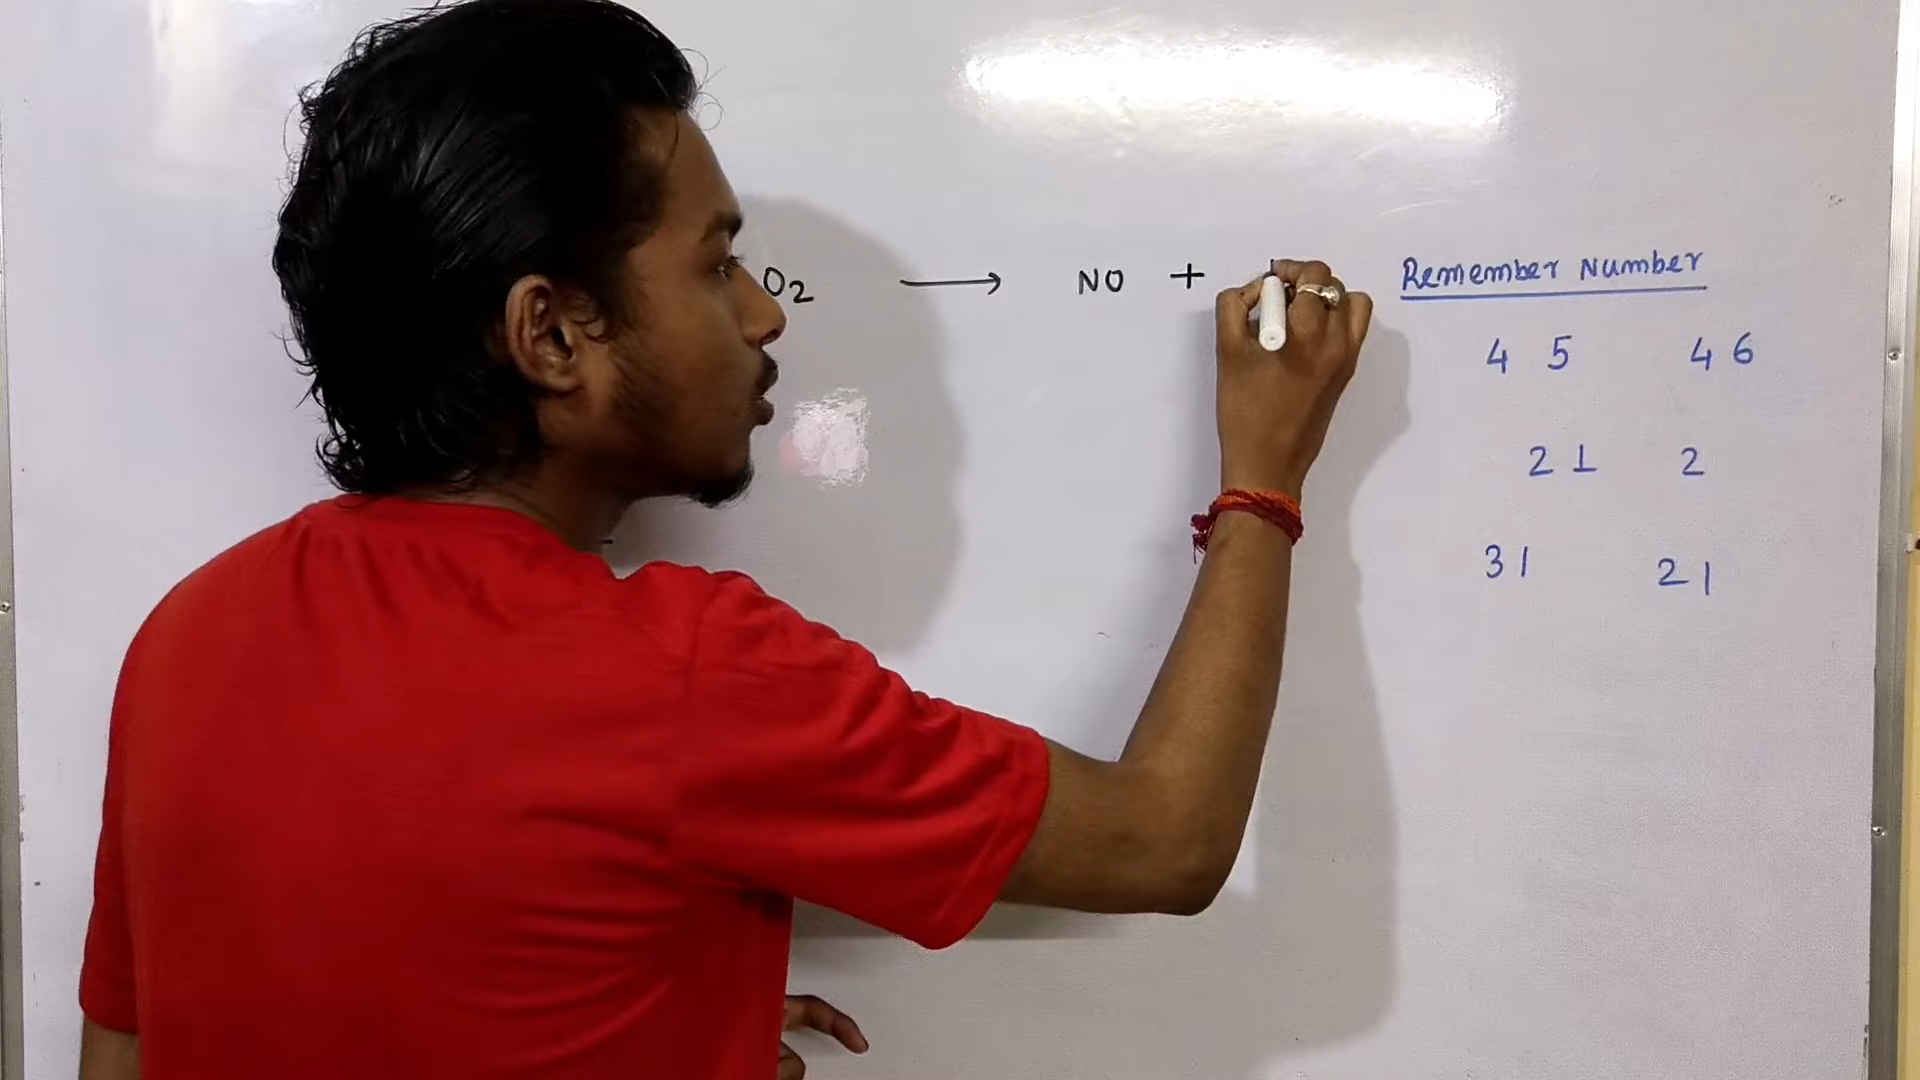 O2 ⟶ NO +
Remember Number
4 5 4 6
2 1 2
3 1 2 1